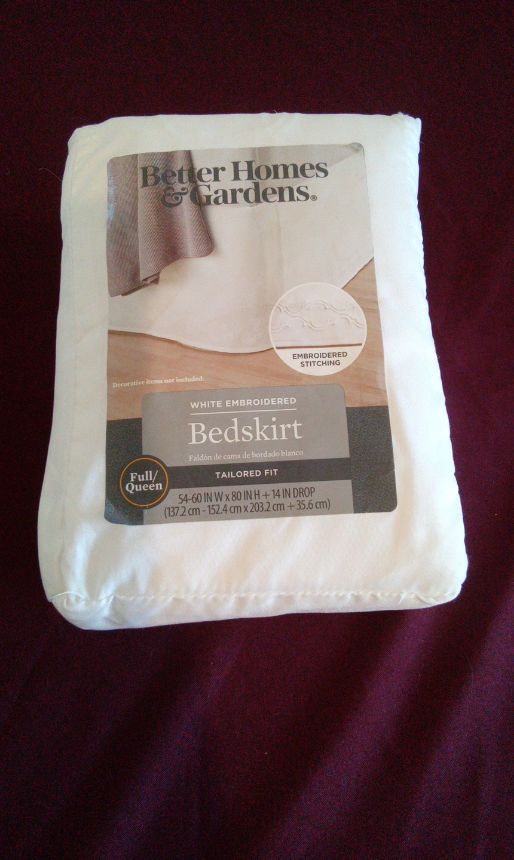 Better Homes
& Gardens®
EMBROIDERED
STITCHING
Decorative items not included.
WHITE EMBROIDERED
Bedskirt
Faldón de cama de bordado blanco
TAILORED FIT
Full/
Queen
54-60 IN W x 80 IN H + 14 IN DROP
(137.2 cm - 152.4 cm x 203.2 cm + 35.6 cm)